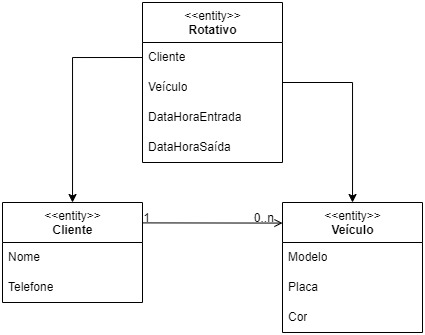 <<entity>>
Rotativo
Cliente
Veículo
DataHoraEntrada
DataHoraSaída
<<entity>>
Cliente
Nome
Telefone
1
0..n
<<entity>>
Veículo
Modelo
Placa
Cor